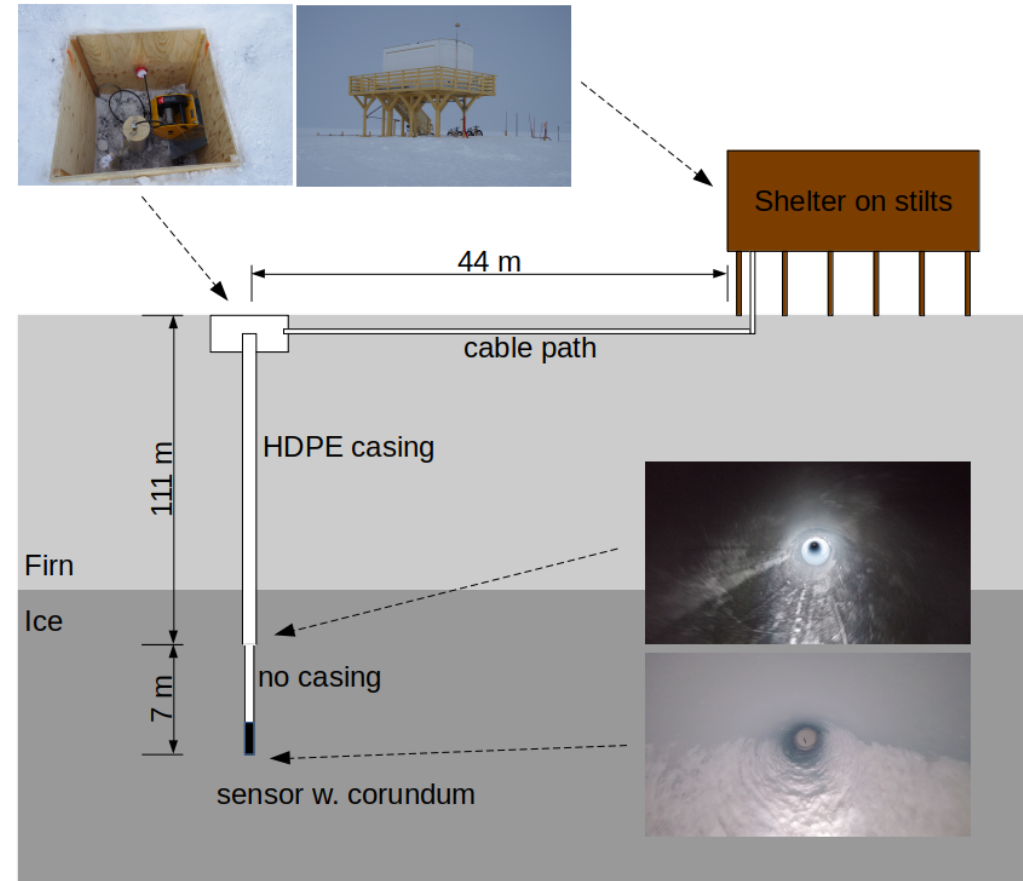 Shelter on stilts
44 m
cable path
HDPE casing
111 m
Firn
Ice
no casing
7 m
sensor w. corundum